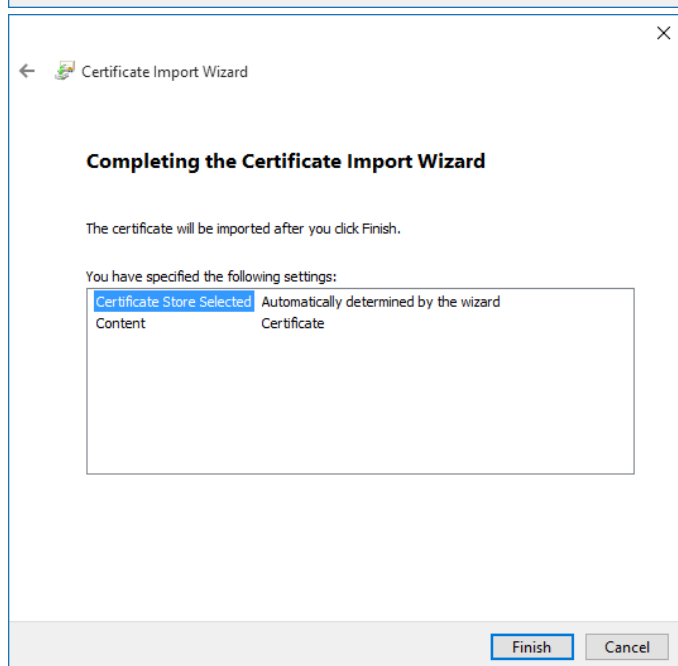 Certificate Import Wizard
Completing the Certificate Import Wizard
The certificate will be imported after you click Finish.
You have specified the following settings:
Certificate Store Selected Automatically determined by the wizard
Content Certificate
Finish Cancel